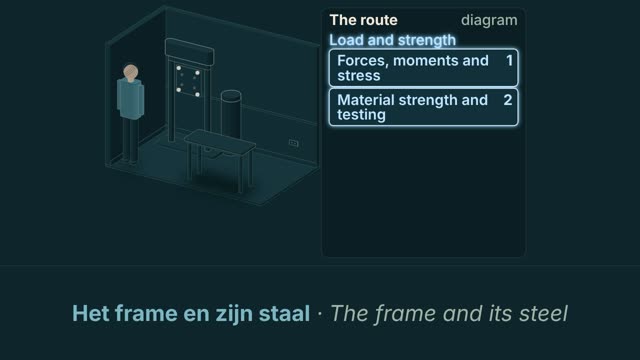 The route diagram
Load and strength
Forces, moments and 1
stress
Material strength and 2
testing
Het frame en zijn staal · The frame and its steel